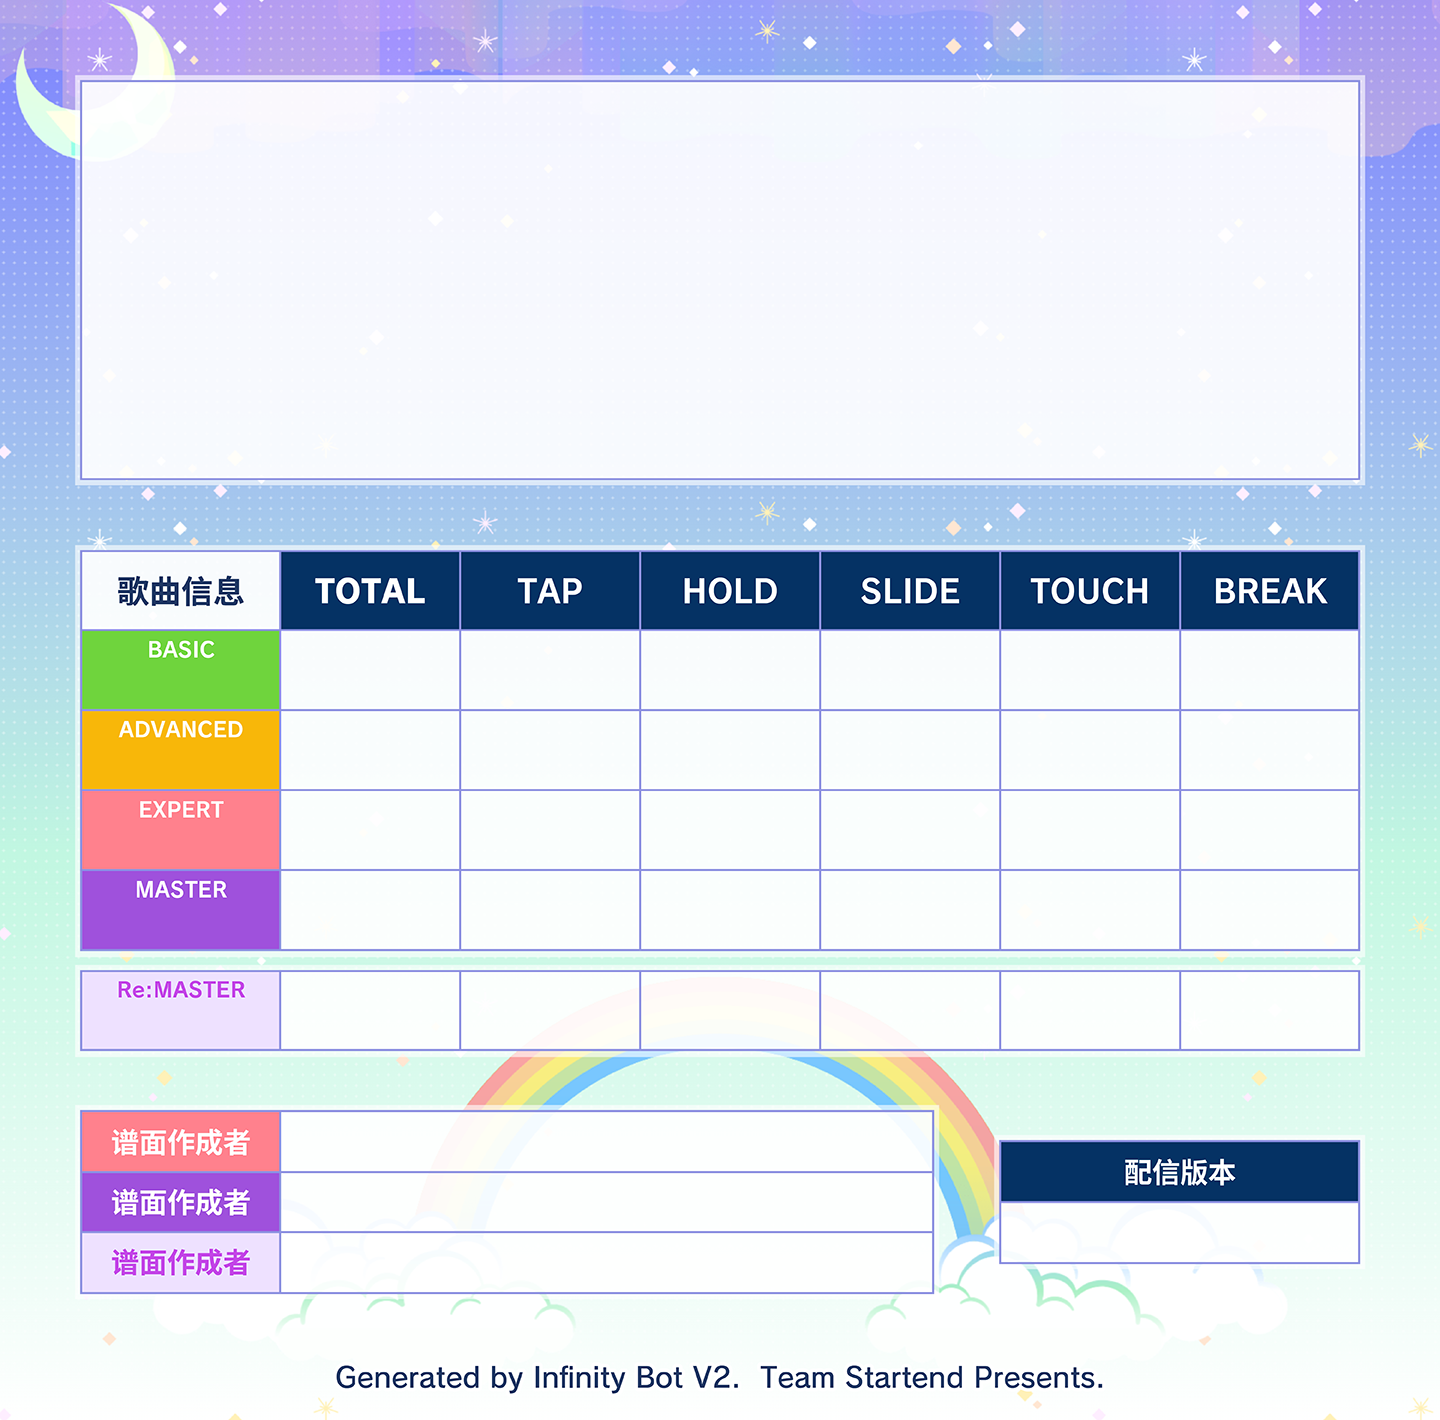 歌曲信息 TOTAL TAP HOLD SLIDE TOUCH BREAK
BASIC
ADVANCED
EXPERT
MASTER
Re:MASTER
谱面作成者
谱面作成者
谱面作成者
配信版本
Generated by Infinity Bot V2. Team Startend Presents.